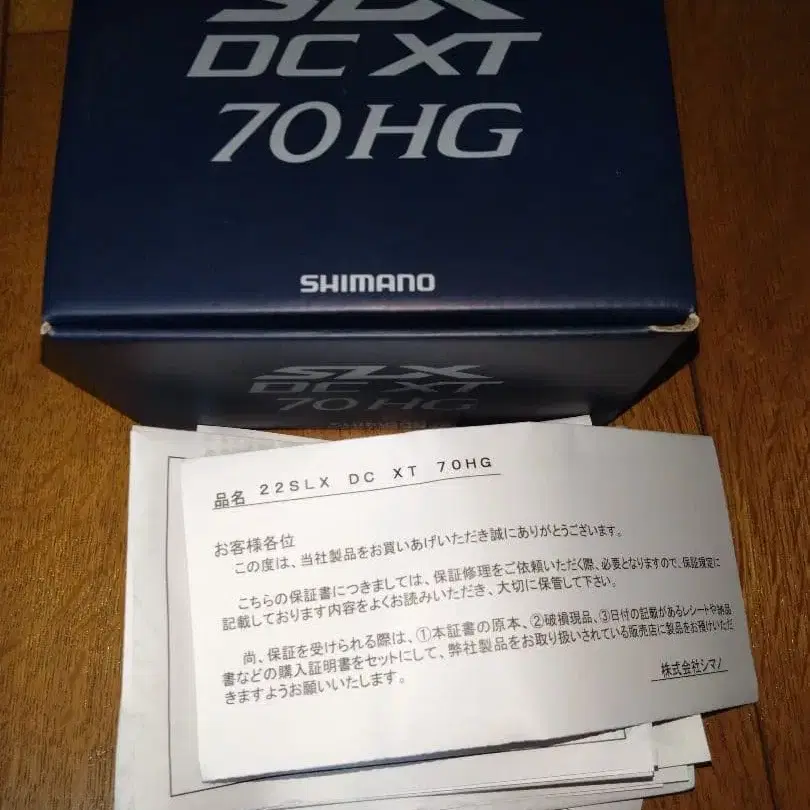 SLX
DC XT
70HG
SHIMANO
SLX
DC XT
70HG
品名 22SLX DC XT 70HG
お客様各位
この度は、当社製品をお買いあげいただき誠にありがとうございます。
こちらの保証書につきましては、保証修理をご依頼いただく際、必要となりますので、保証規定に
記載しております内容をよくお読みいただき、大切に保管して下さい。
尚、保証を受けられる際は、①本証書の原本、②破損現品、③日付の記載があるレシートや納品
書などの購入証明書をセットにして、弊社製品をお取り扱いされている販売店に製品をお預けいただ
きますようお願いいたします。
株式会社シマノ